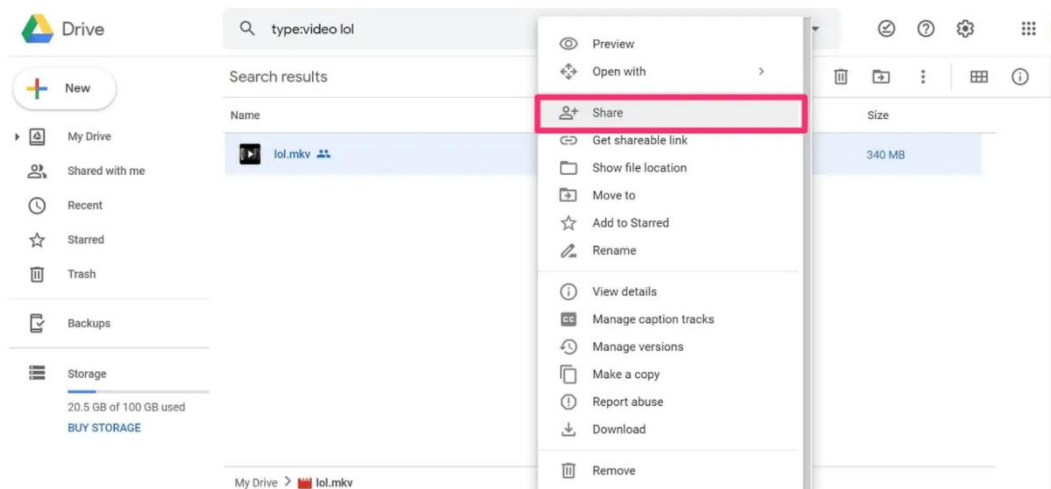 Drive
type:video lol
New
My Drive
Shared with me
Recent
Starred
Trash
Backups
Storage
20.5 GB of 100 GB used
BUY STORAGE
Search results
Name
Size
lol.mkv
340 MB
Preview
Open with
Share
Get shareable link
Show file location
Move to
Add to Starred
Rename
View details
CC Manage caption tracks
Manage versions
Make a copy
Report abuse
Download
Remove
My Drive > lol.mkv